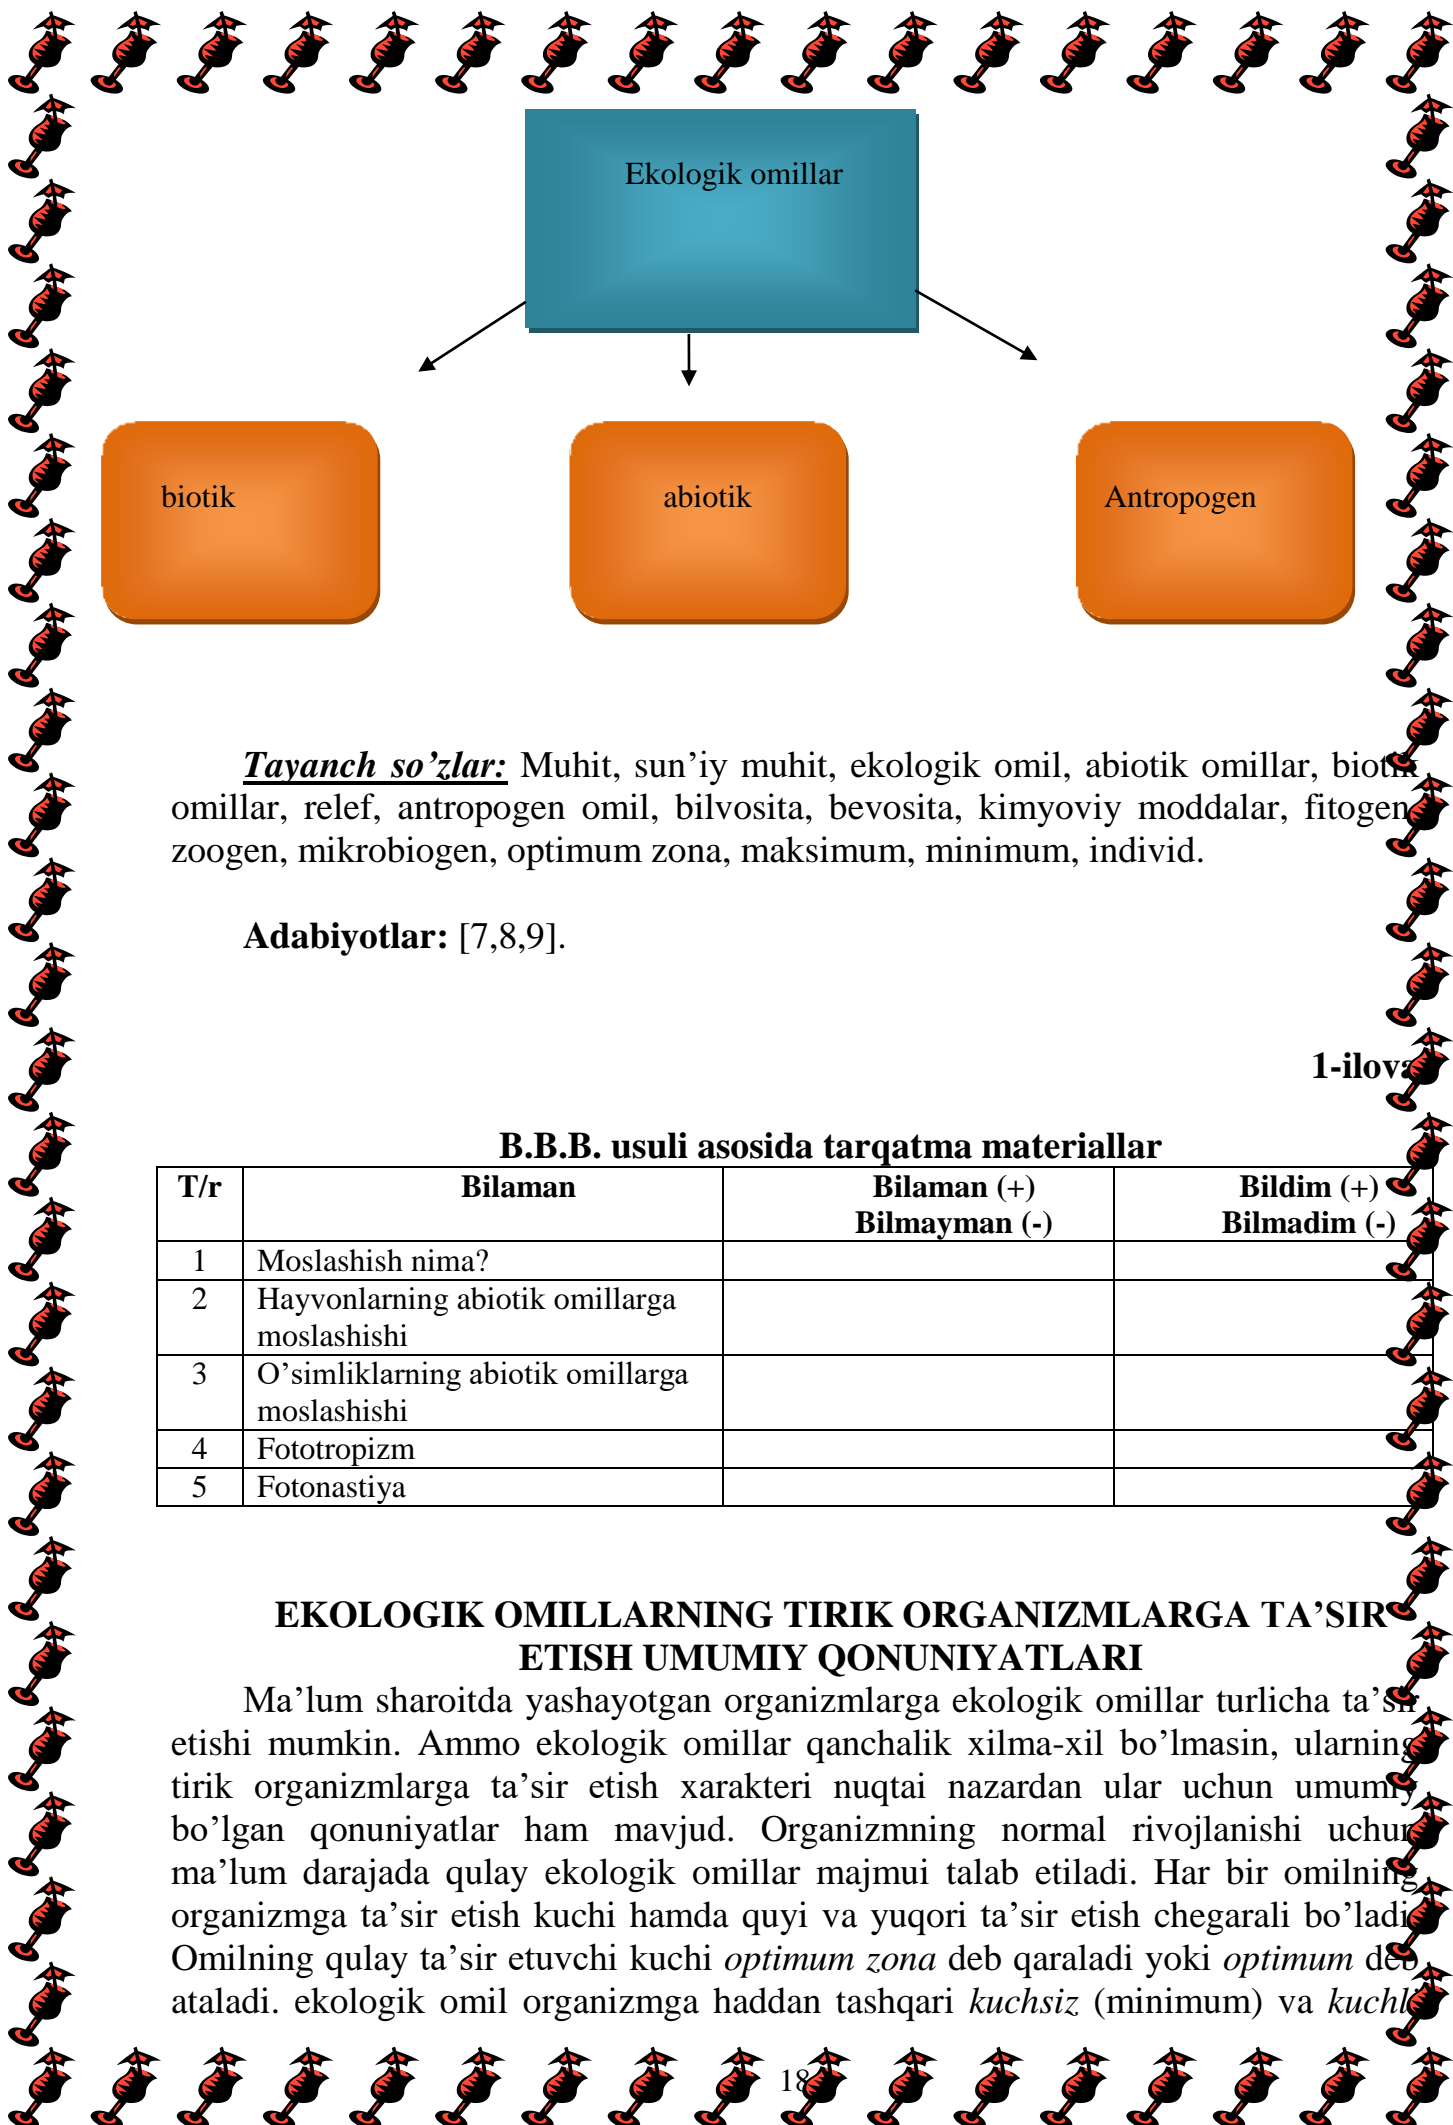 Ekologik omillar
biotik
abiotik
Antropogen
Tayanch so’zlar: Muhit, sun’iy muhit, ekologik omil, abiotik omillar, biotik
omillar, relef, antropogen omil, bilvosita, bevosita, kimyoviy moddalar, fitogen,
zoogen, mikrobiogen, optimum zona, maksimum, minimum, individ.
Adabiyotlar: [7,8,9].
1-ilova
B.B.B. usuli asosida tarqatma materiallar
T/r Bilaman Bilaman (+) Bildim (+)
Bilmayman (-) Bilmadim (-)
1 Moslashish nima?
2 Hayvonlarning abiotik omillarga
moslashishi
3 O’simliklarning abiotik omillarga
moslashishi
4 Fototropizm
5 Fotonastiya
EKOLOGIK OMILLARNING TIRIK ORGANIZMLARGA TA’SIR
ETISH UMUMIY QONUNIYATLARI
Ma’lum sharoitda yashayotgan organizmlarga ekologik omillar turlicha ta’sir
etishi mumkin. Ammo ekologik omillar qanchalik xilma-xil bo’lmasin, ularning
tirik organizmlarga ta’sir etish xarakteri nuqtai nazardan ular uchun umumiy
bo’lgan qonuniyatlar ham mavjud. Organizmning normal rivojlanishi uchun
ma’lum darajada qulay ekologik omillar majmui talab etiladi. Har bir omilning
organizmga ta’sir etish kuchi hamda quyi va yuqori ta’sir etish chegarali bo’ladi.
Omilning qulay ta’sir etuvchi kuchi optimum zona deb qaraladi yoki optimum deb
ataladi. ekologik omil organizmga haddan tashqari kuchsiz (minimum) va kuchli
18